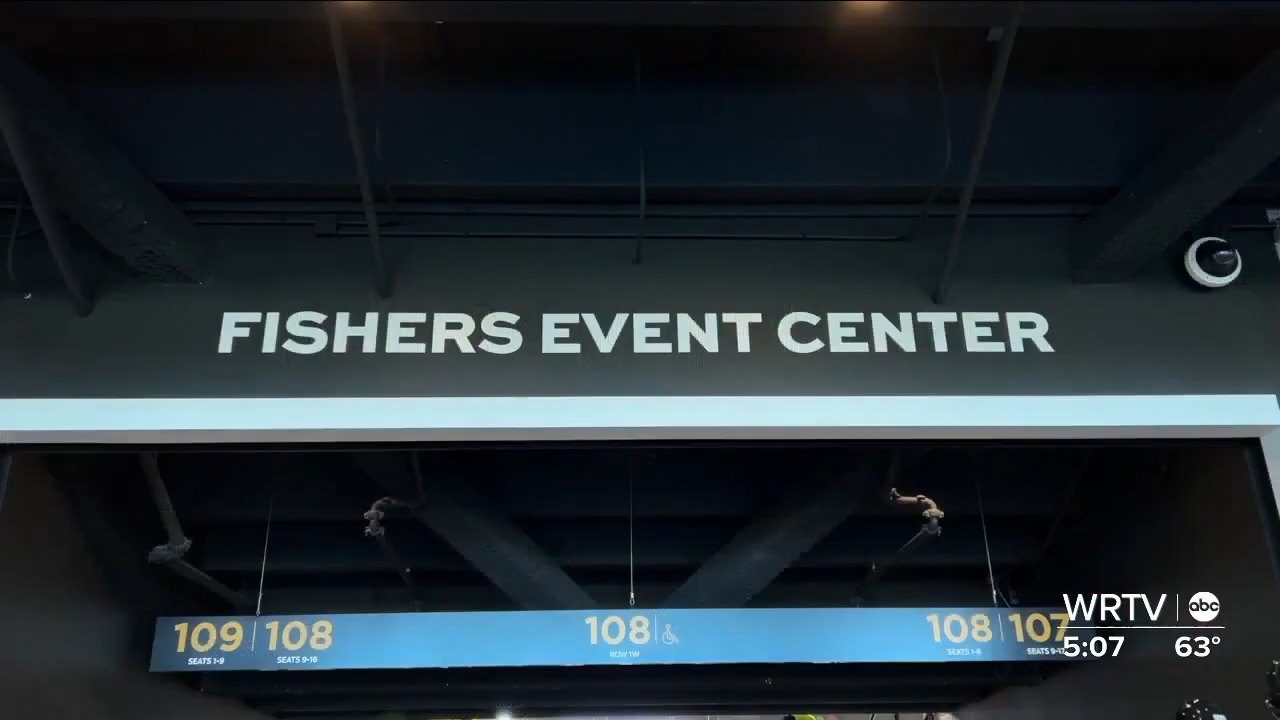 FISHERS EVENT CENTER
109 | 108 108 108 | 107
SEATS 1-9 SEATS 9-16 ROW 1W SEATS 1-8
WRTV abc
5:07 63°